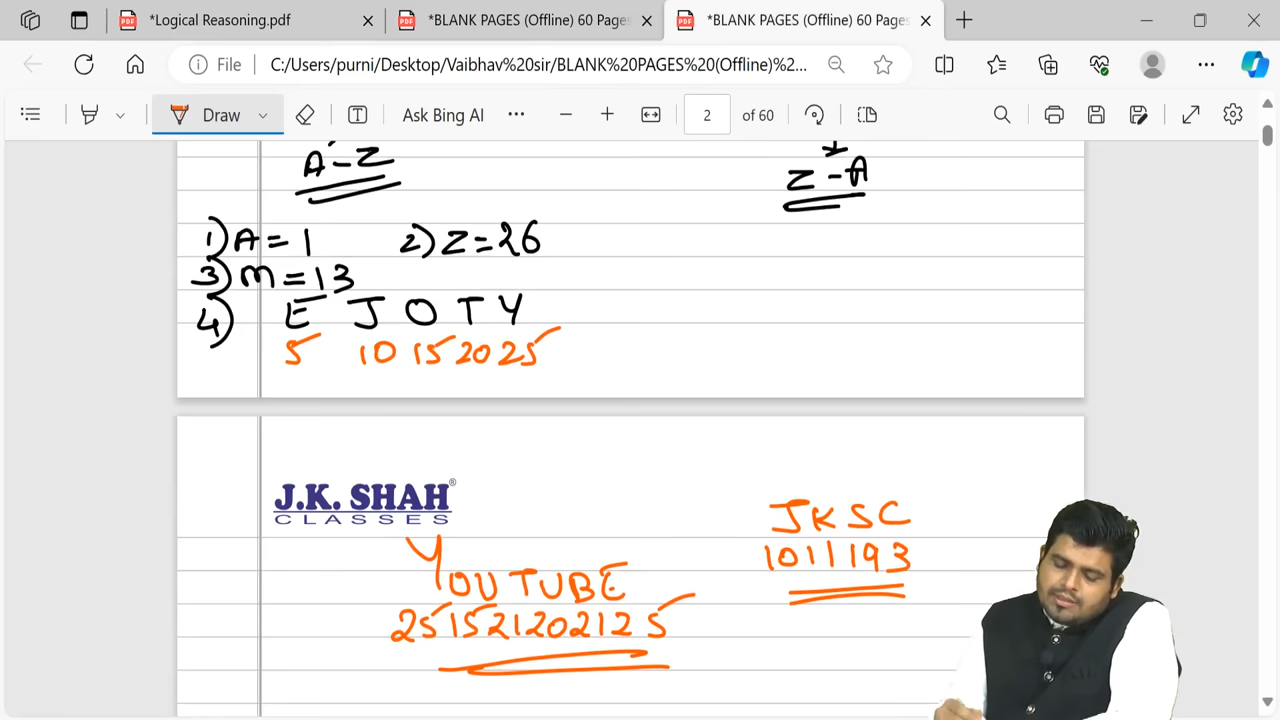 *Logical Reasoning.pdf
*BLANK PAGES (Offline) 60 Pages
*BLANK PAGES (Offline) 60 Pages
File
C:/Users/purni/Desktop/Vaibhav%20sir/BLANK%20PAGES%20(Offline)%2...
Draw
Ask Bing AI
2 of 60
A - Z
Z - A
1) A = 1 2) Z = 26
3) M = 13
4) E J O T Y
5 10 15 20 25
J.K. SHAH®
CLASSES
JKSC
10 11 19 3
YOUTUBE
25 15 21 20 21 2 5